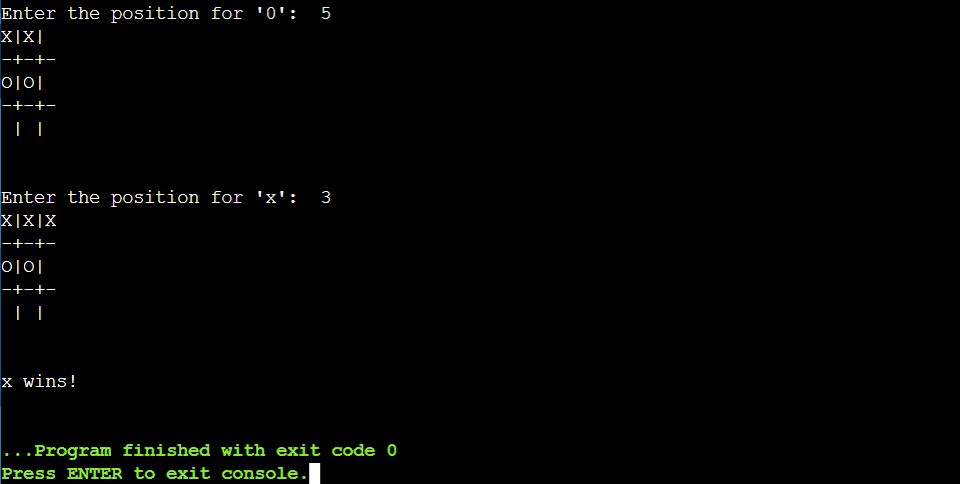 Enter the position for '0':  5
X|X|
-+-+-
O|O|
-+-+-
 | |
Enter the position for 'x':  3
X|X|X
-+-+-
O|O|
-+-+-
 | |
x wins!
...Program finished with exit code 0
Press ENTER to exit console.